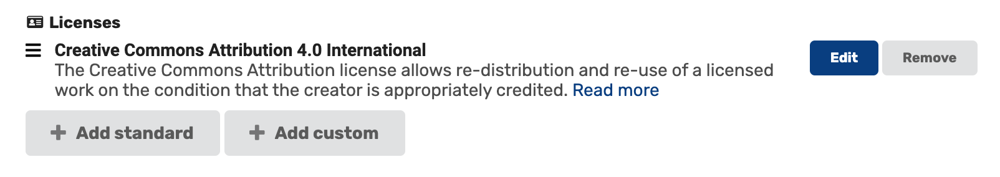 Licenses
Creative Commons Attribution 4.0 International
The Creative Commons Attribution license allows re-distribution and re-use of a licensed
work on the condition that the creator is appropriately credited. Read more
Edit
Remove
Add standard
Add custom